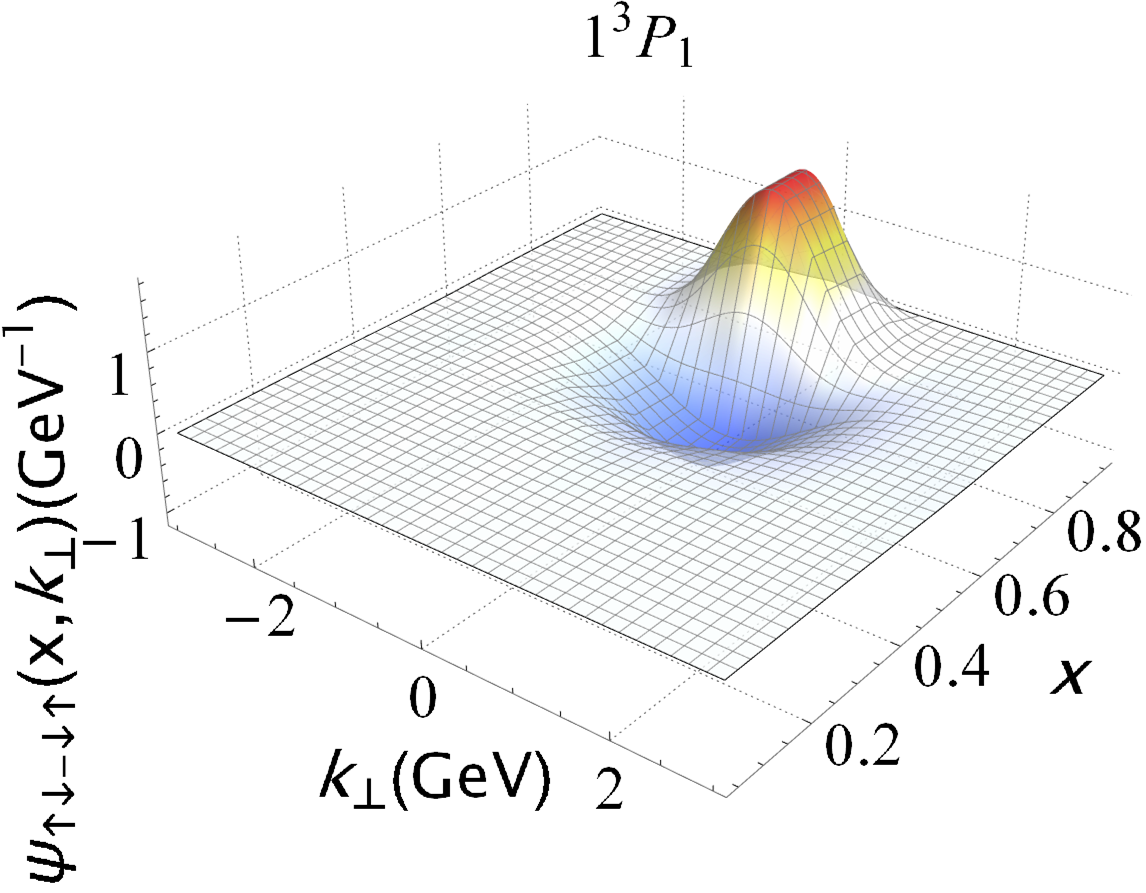 1³P₁
ψ↑↓₋↓↑(x,k⊥)(GeV⁻¹)
1
0
−1
−2
0
2
k⊥(GeV)
0.2
0.4
0.6
0.8
x